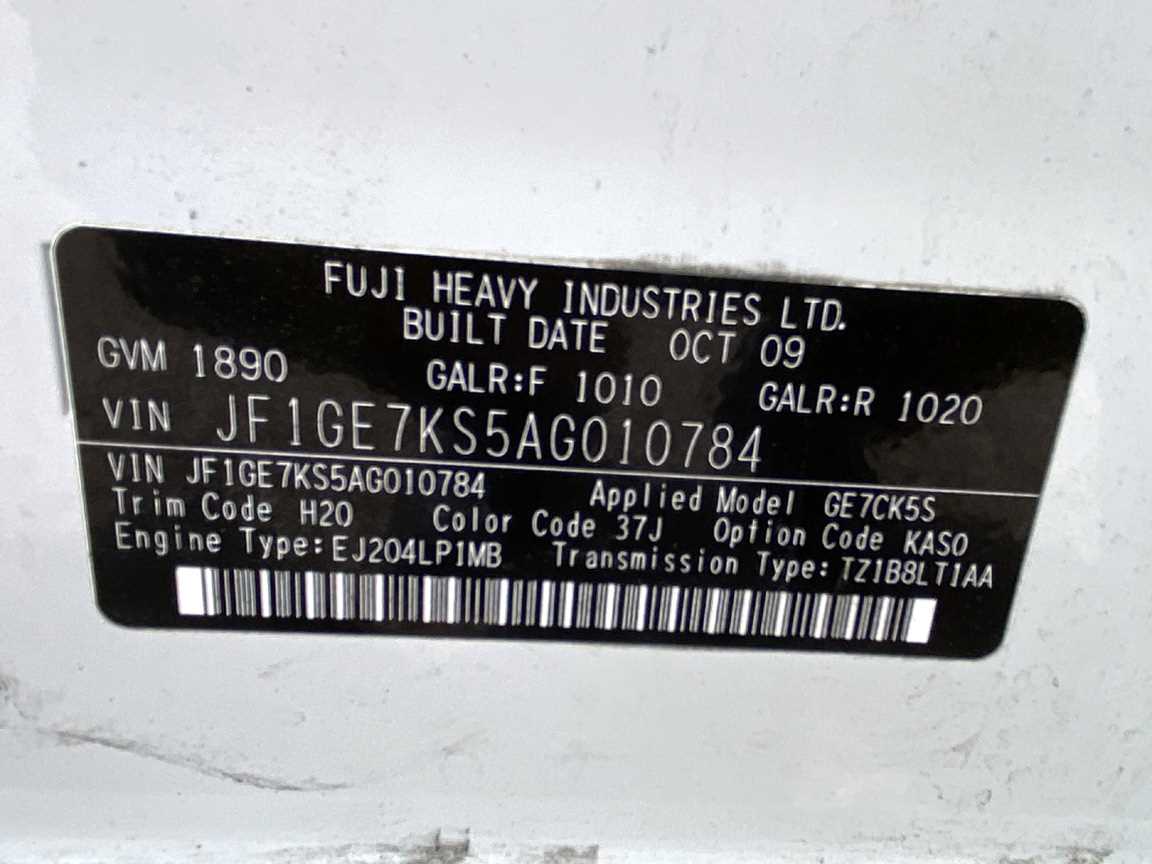 FUJI HEAVY INDUSTRIES LTD.
BUILT DATE OCT 09
GVM 1890 GALR:F 1010 GALR:R 1020
VIN JF1GE7KS5AG010784
VIN JF1GE7KS5AG010784 Applied Model GE7CK5S
Trim Code H20 Color Code 37J Option Code KASO
Engine Type:EJ204LP1MB Transmission Type:TZ1B8LT1AA